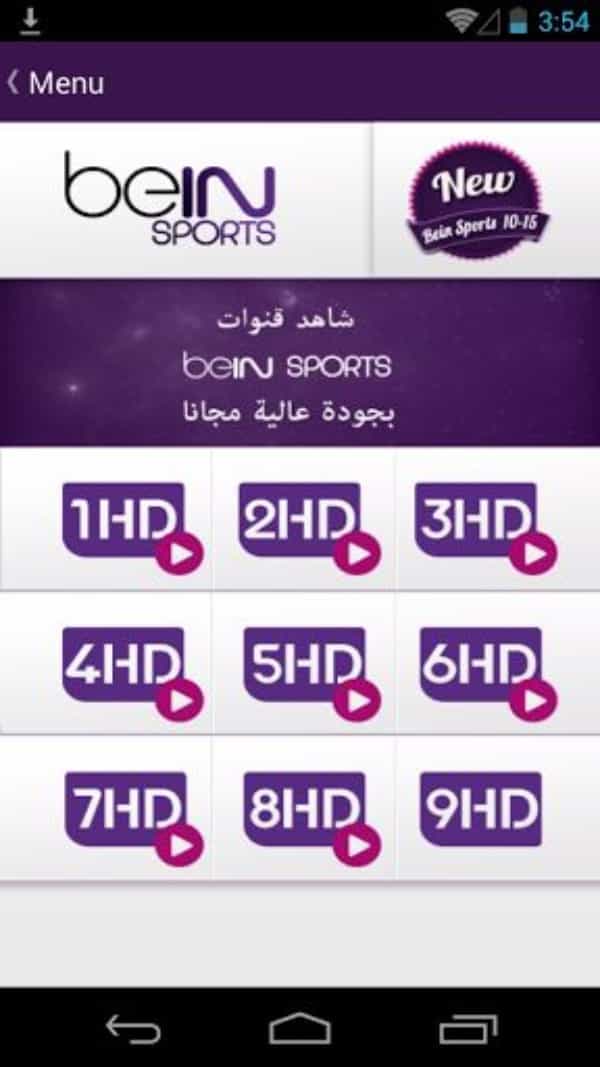 3:54
Menu
beIN
SPORTS
New
Bein Sports 10-15
شاهد قنوات
beIN SPORTS
بجودة عالية مجانا
1HD 2HD 3HD
4HD 5HD 6HD
7HD 8HD 9HD